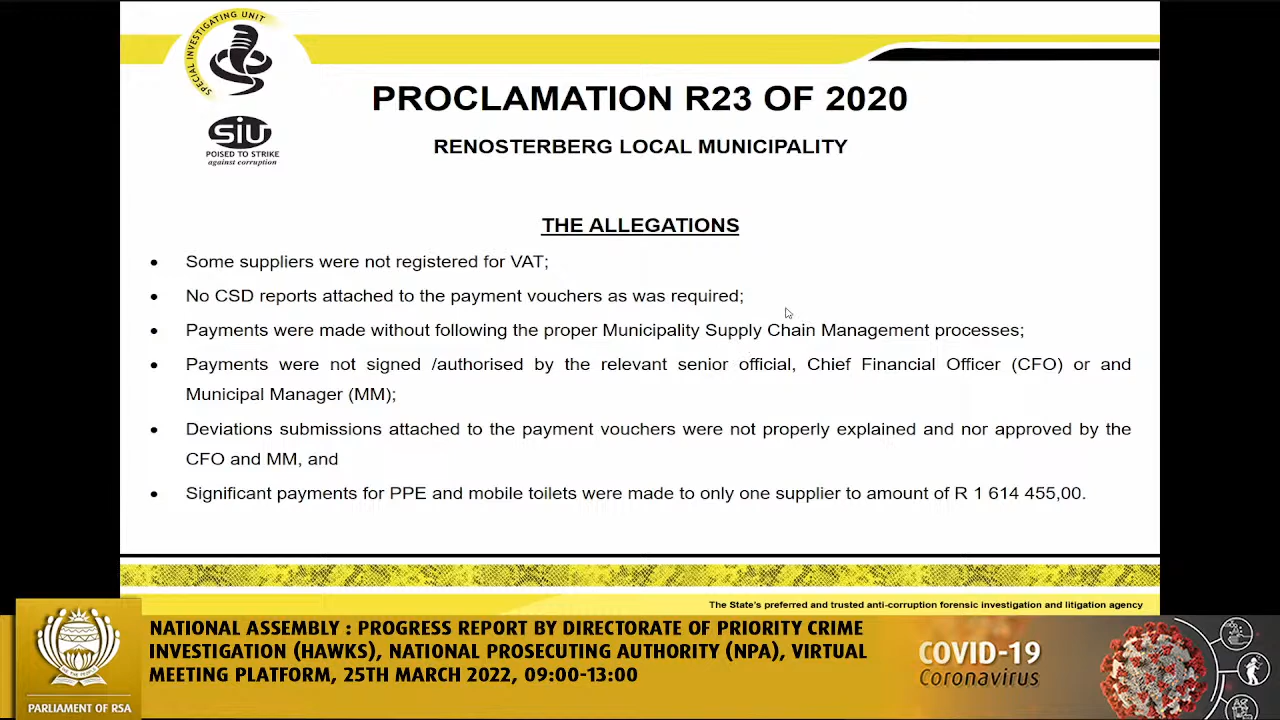 SPECIAL INVESTIGATING UNIT
SiU
POISED TO STRIKE
against corruption
PROCLAMATION R23 OF 2020
RENOSTERBERG LOCAL MUNICIPALITY
THE ALLEGATIONS
• Some suppliers were not registered for VAT;
• No CSD reports attached to the payment vouchers as was required;
• Payments were made without following the proper Municipality Supply Chain Management processes;
• Payments were not signed /authorised by the relevant senior official, Chief Financial Officer (CFO) or and
Municipal Manager (MM);
• Deviations submissions attached to the payment vouchers were not properly explained and nor approved by the
CFO and MM, and
• Significant payments for PPE and mobile toilets were made to only one supplier to amount of R 1 614 455,00.
The State's preferred and trusted anti-corruption forensic investigation and litigation agency
NATIONAL ASSEMBLY : PROGRESS REPORT BY DIRECTORATE OF PRIORITY CRIME
INVESTIGATION (HAWKS), NATIONAL PROSECUTING AUTHORITY (NPA), VIRTUAL
MEETING PLATFORM, 25TH MARCH 2022, 09:00-13:00
PARLIAMENT OF RSA
COVID-19
Coronavirus